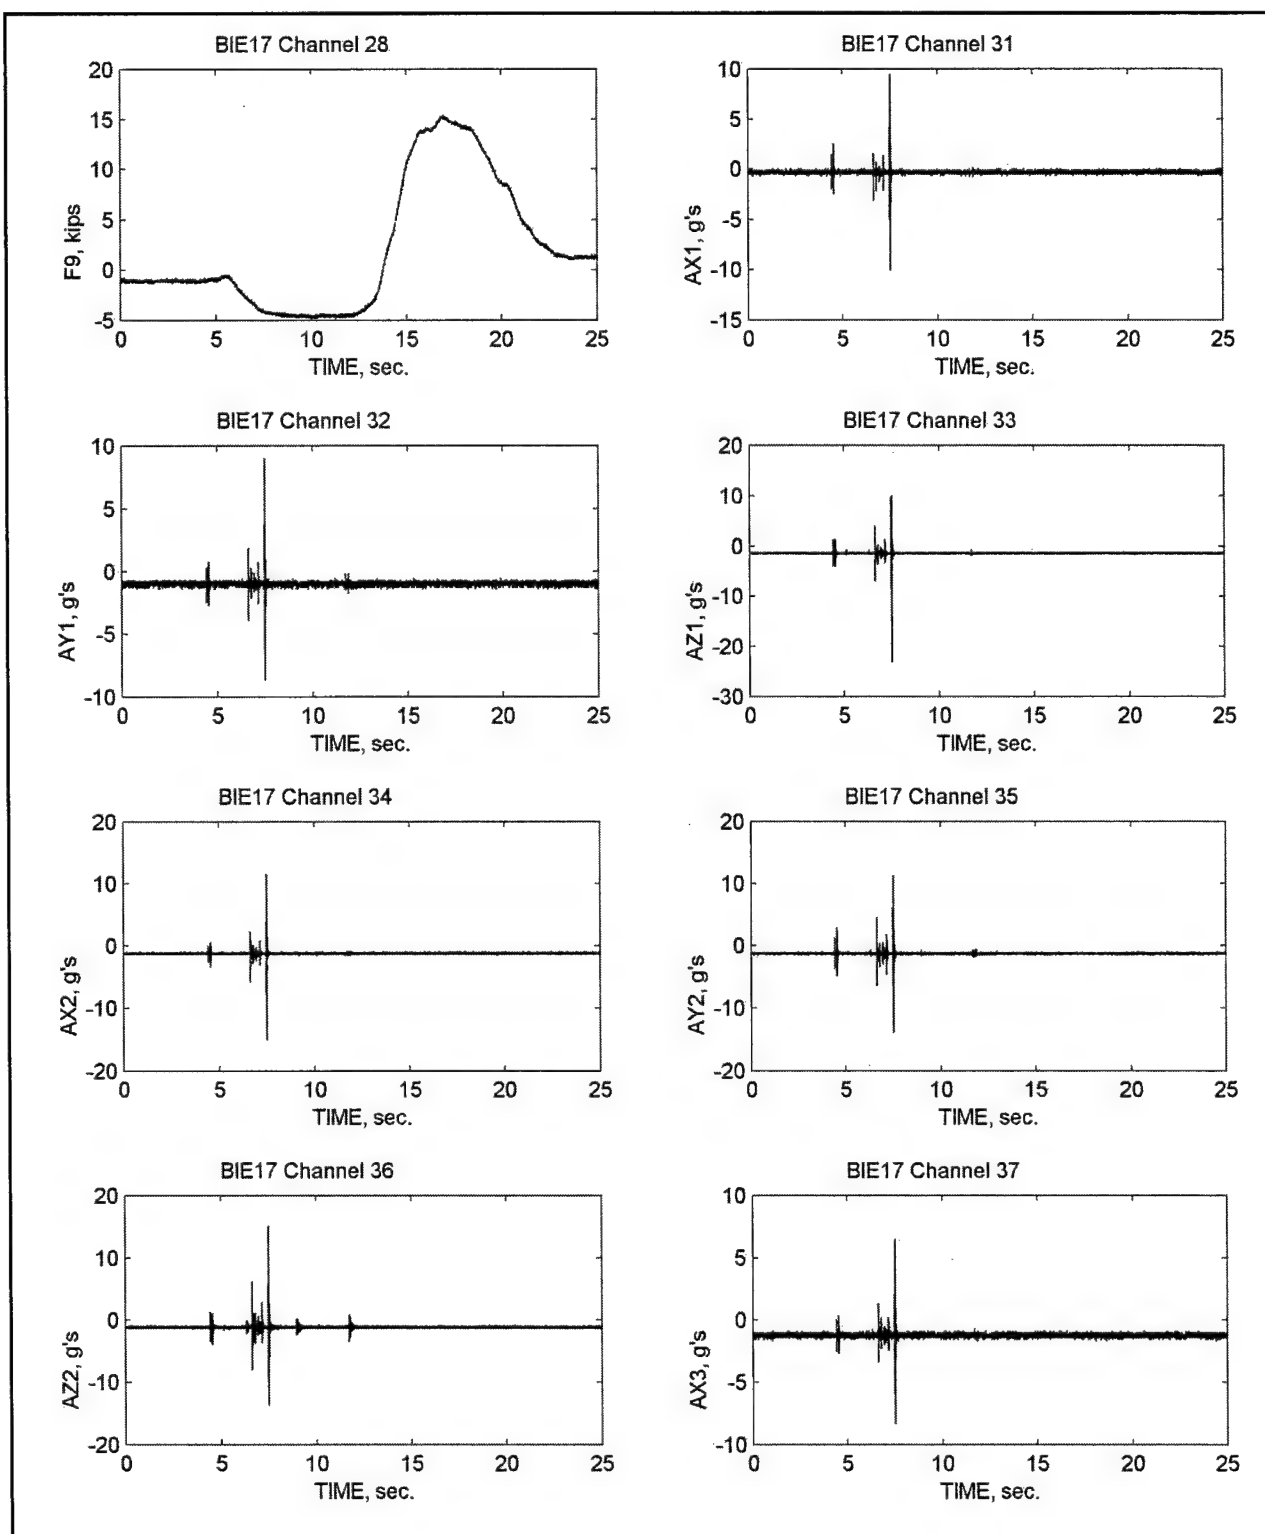 BIE17 Channel 28
20
15
10
5
0
-5
F9, kips
0 5 10 15 20 25
TIME, sec.
BIE17 Channel 31
10
5
0
-5
-10
-15
AX1, g's
0 5 10 15 20 25
TIME, sec.
BIE17 Channel 32
10
5
0
-5
-10
AY1, g's
0 5 10 15 20 25
TIME, sec.
BIE17 Channel 33
20
10
0
-10
-20
-30
AZ1, g's
0 5 10 15 20 25
TIME, sec.
BIE17 Channel 34
20
10
0
-10
-20
AX2, g's
0 5 10 15 20 25
TIME, sec.
BIE17 Channel 35
20
10
0
-10
-20
AY2, g's
0 5 10 15 20 25
TIME, sec.
BIE17 Channel 36
20
10
0
-10
-20
AZ2, g's
0 5 10 15 20 25
TIME, sec.
BIE17 Channel 37
10
5
0
-5
-10
AX3, g's
0 5 10 15 20 25
TIME, sec.